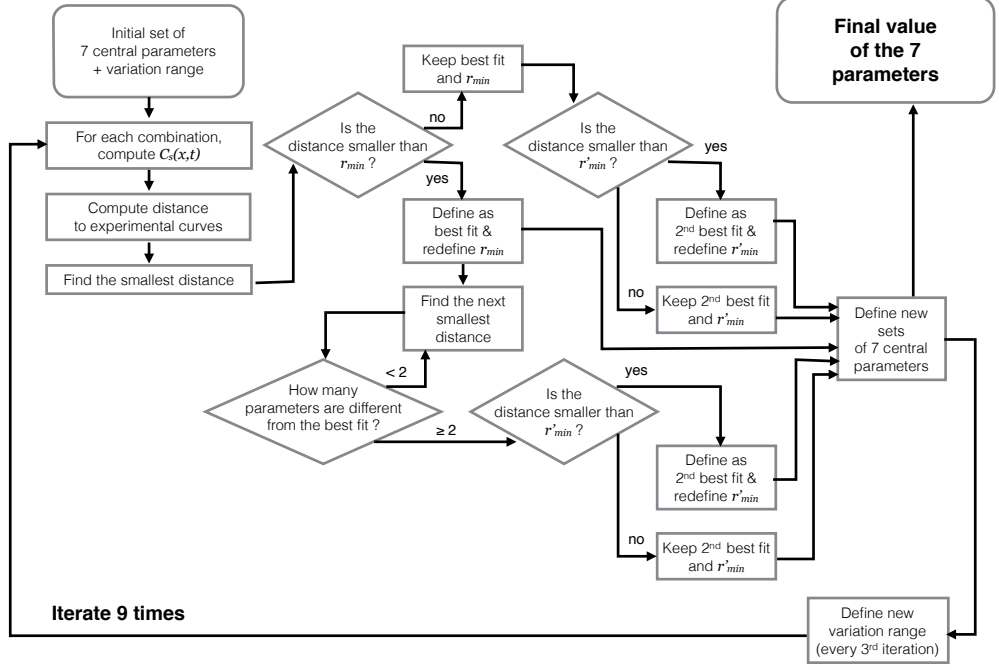 Initial set of
7 central parameters
+ variation range
For each combination,
compute Cs(x,t)
Compute distance
to experimental curves
Find the smallest distance
Is the
distance smaller than
rmin ?
no
yes
Keep best fit
and rmin
Define as
best fit &
redefine rmin
Find the next
smallest
distance
How many
parameters are different
from the best fit ?
< 2
≥ 2
Is the
distance smaller than
r'min ?
yes
no
Define as
2nd best fit &
redefine r'min
Keep 2nd best fit
and r'min
Is the
distance smaller than
r'min ?
yes
no
Define as
2nd best fit &
redefine r'min
Keep 2nd best fit
and r'min
Define new
sets
of 7 central
parameters
Final value
of the 7
parameters
Define new
variation range
(every 3rd iteration)
Iterate 9 times